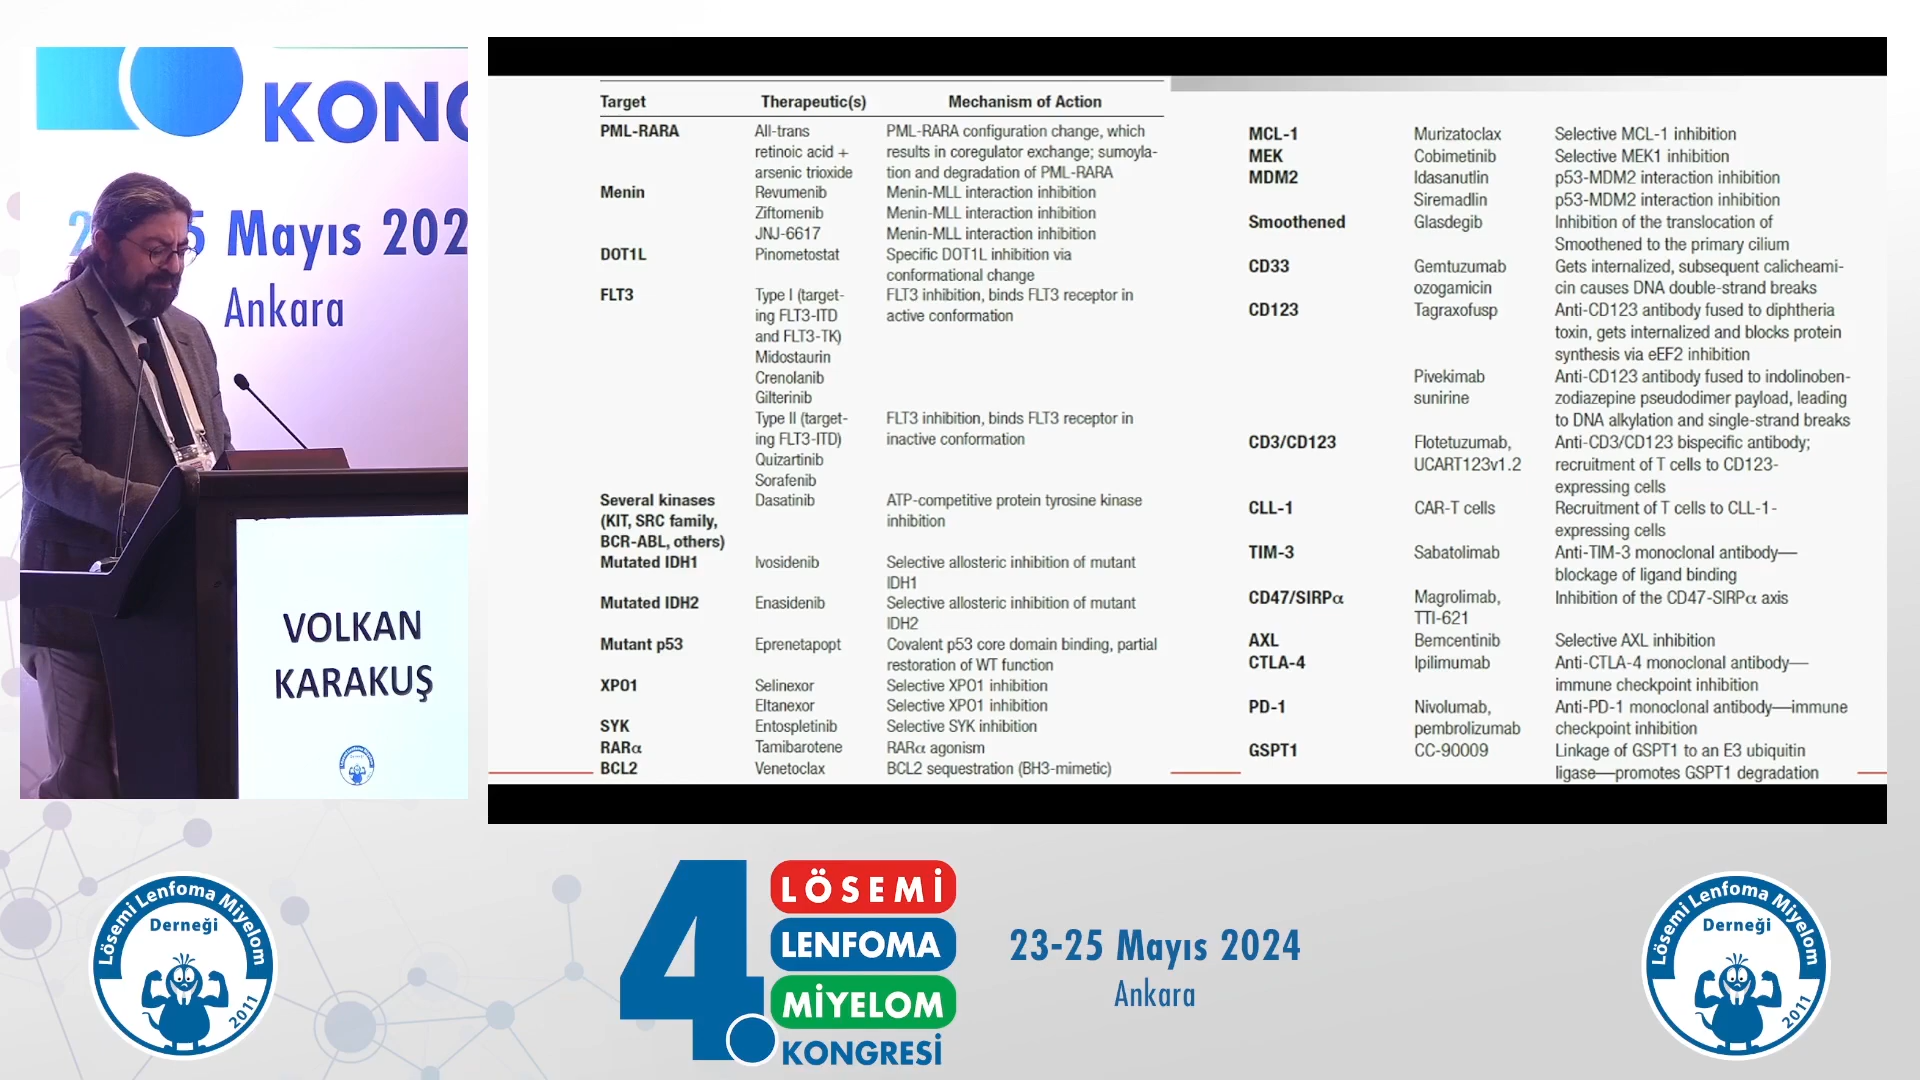 KONG
25 Mayıs 202
Ankara
VOLKAN
KARAKUŞ
Target Therapeutic(s) Mechanism of Action
PML-RARA All-trans PML-RARA configuration change, which
retinoic acid + results in coregulator exchange; sumoyla-
arsenic trioxide tion and degradation of PML-RARA
Menin Revumenib Menin-MLL interaction inhibition
Ziftomenib Menin-MLL interaction inhibition
JNJ-6617 Menin-MLL interaction inhibition
DOT1L Pinometostat Specific DOT1L inhibition via
conformational change
FLT3 Type I (target- FLT3 inhibition, binds FLT3 receptor in
ing FLT3-ITD active conformation
and FLT3-TK)
Midostaurin
Crenolanib
Gilterinib
Type II (target- FLT3 inhibition, binds FLT3 receptor in
ing FLT3-ITD) inactive conformation
Quizartinib
Sorafenib
Several kinases Dasatinib ATP-competitive protein tyrosine kinase
(KIT, SRC family, inhibition
BCR-ABL, others)
Mutated IDH1 Ivosidenib Selective allosteric inhibition of mutant
IDH1
Mutated IDH2 Enasidenib Selective allosteric inhibition of mutant
IDH2
Mutant p53 Eprenetapopt Covalent p53 core domain binding, partial
restoration of WT function
XPO1 Selinexor Selective XPO1 inhibition
Eltanexor Selective XPO1 inhibition
SYK Entospletinib Selective SYK inhibition
RARα Tamibarotene RARα agonism
BCL2 Venetoclax BCL2 sequestration (BH3-mimetic)
MCL-1 Murizatoclax Selective MCL-1 inhibition
MEK Cobimetinib Selective MEK1 inhibition
MDM2 Idasanutlin p53-MDM2 interaction inhibition
Siremadlin p53-MDM2 interaction inhibition
Smoothened Glasdegib Inhibition of the translocation of
Smoothened to the primary cilium
CD33 Gemtuzumab Gets internalized, subsequent calicheami-
ozogamicin cin causes DNA double-strand breaks
CD123 Tagraxofusp Anti-CD123 antibody fused to diphtheria
toxin, gets internalized and blocks protein
synthesis via eEF2 inhibition
Pivekimab Anti-CD123 antibody fused to indolinoben-
sunirine zodiazepine pseudodimer payload, leading
to DNA alkylation and single-strand breaks
CD3/CD123 Flotetuzumab, Anti-CD3/CD123 bispecific antibody;
UCART123v1.2 recruitment of T cells to CD123-
expressing cells
CLL-1 CAR-T cells Recruitment of T cells to CLL-1-
expressing cells
TIM-3 Sabatolimab Anti-TIM-3 monoclonal antibody—
blockage of ligand binding
CD47/SIRPα Magrolimab, Inhibition of the CD47-SIRPα axis
TTI-621
AXL Bemcentinib Selective AXL inhibition
CTLA-4 Ipilimumab Anti-CTLA-4 monoclonal antibody—
immune checkpoint inhibition
PD-1 Nivolumab, Anti-PD-1 monoclonal antibody—immune
pembrolizumab checkpoint inhibition
GSPT1 CC-90009 Linkage of GSPT1 to an E3 ubiquitin
ligase—promotes GSPT1 degradation
Lösemi Lenfoma Miyelom
Derneği
2011
4.
LÖSEMİ
LENFOMA
MİYELOM
KONGRESİ
23-25 Mayıs 2024
Ankara
Lösemi Lenfoma Miyelom
Derneği
2011